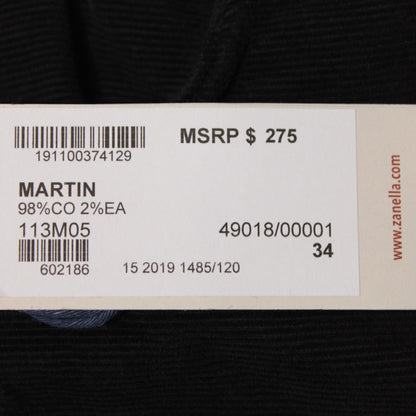 MSRP $ 275
191100374129
MARTIN
98%CO 2%EA
113M05
49018/00001
34
602186
15 2019 1485/120
www.zanella.com